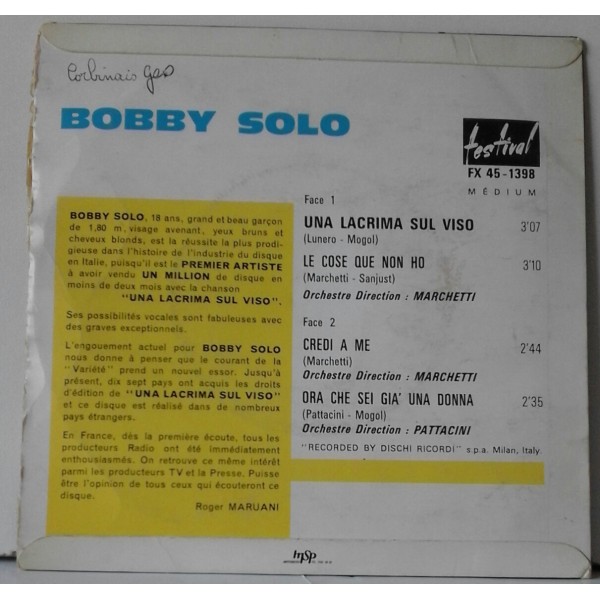 Corbinais Geo
BOBBY SOLO
festival
FX 45-1398
MÉDIUM
BOBBY SOLO, 18 ans, grand et beau garçon
de 1,80 m, visage avenant, yeux bruns et
cheveux blonds, est la réussite la plus prodi-
gieuse dans l'histoire de l'industrie du disque
en Italie, puisqu'il est le PREMIER ARTISTE
à avoir vendu UN MILLION de disque en
moins de deux mois avec la chanson
"UNA LACRIMA SUL VISO".
Ses possibilités vocales sont fabuleuses avec
des graves exceptionnels.
L'engouement actuel pour BOBBY SOLO
nous donne à penser que le courant de la
"Variété" prend un nouvel essor. Jusqu'à
présent, dix sept pays ont acquis les droits
d'édition de "UNA LACRIMA SUL VISO"
et ce disque est réalisé dans de nombreux
pays étrangers.
En France, dès la première écoute, tous les
producteurs Radio ont été immédiatement
enthousiasmés. On retrouve ce même intérêt
parmi les producteurs TV et la Presse. Puisse
être l'opinion de tous ceux qui écouteront ce
disque.
Roger MARUANI
Face 1
UNA LACRIMA SUL VISO 3'07
(Lunero - Mogol)
LE COSE QUE NON HO 3'10
(Marchetti - Sanjust)
Orchestre Direction : MARCHETTI
Face 2
CREDI A ME 2'44
(Marchetti)
Orchestre Direction : MARCHETTI
ORA CHE SEI GIA' UNA DONNA 2'35
(Pattacini - Mogol)
Orchestre Direction : PATTACINI
"RECORDED BY DISCHI RICORDI" s.p.a. Milan, Italy.